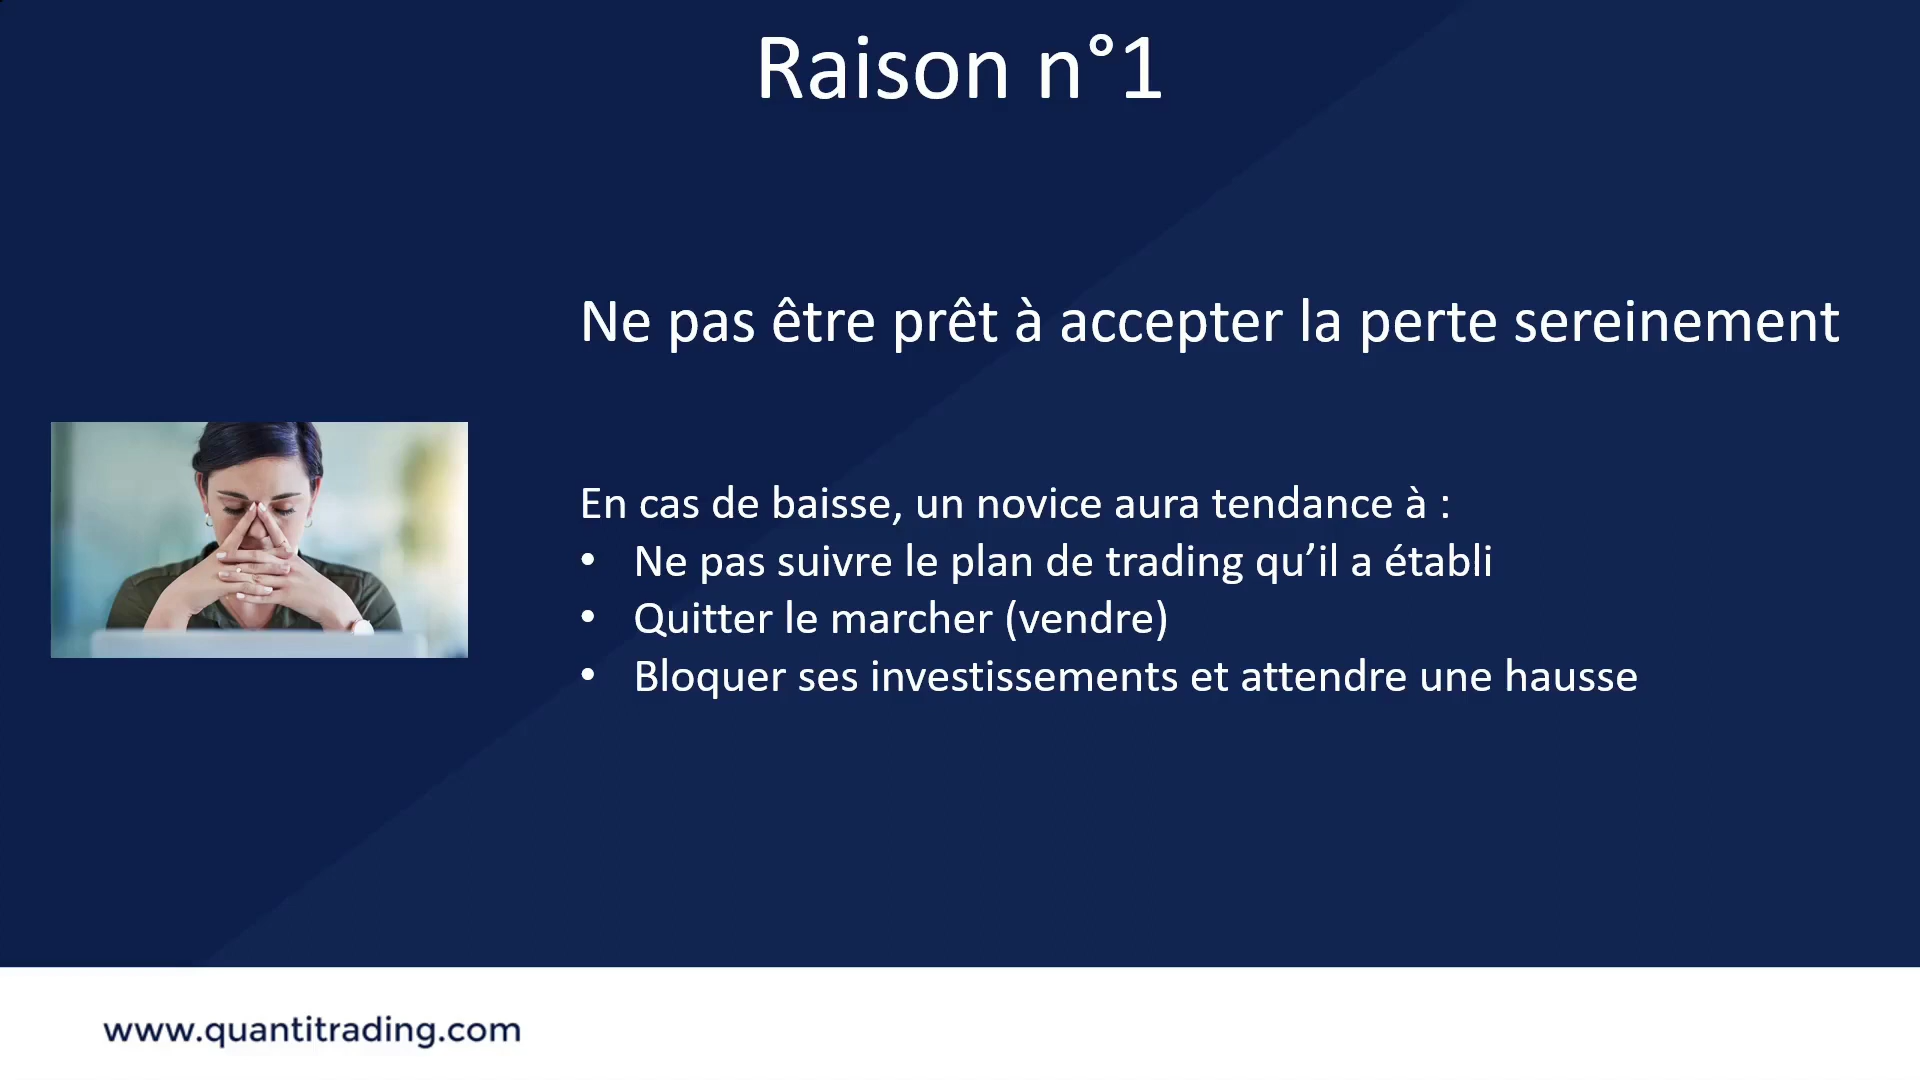 Raison n°1
Ne pas être prêt à accepter la perte sereinement
En cas de baisse, un novice aura tendance à :
• Ne pas suivre le plan de trading qu’il a établi
• Quitter le marcher (vendre)
• Bloquer ses investissements et attendre une hausse
www.quantitrading.com